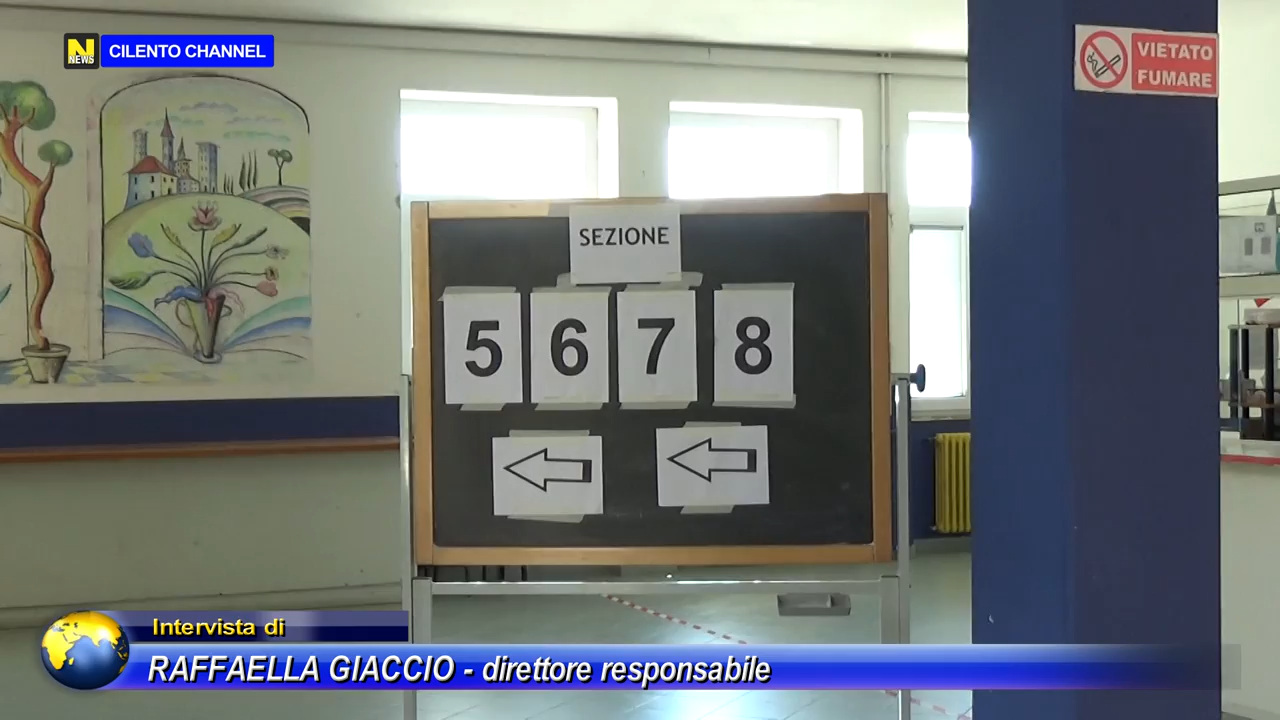 N
NEWS
CILENTO CHANNEL
VIETATO
FUMARE
SEZIONE
5 6 7 8
Intervista di
RAFFAELLA GIACCIO - direttore responsabile